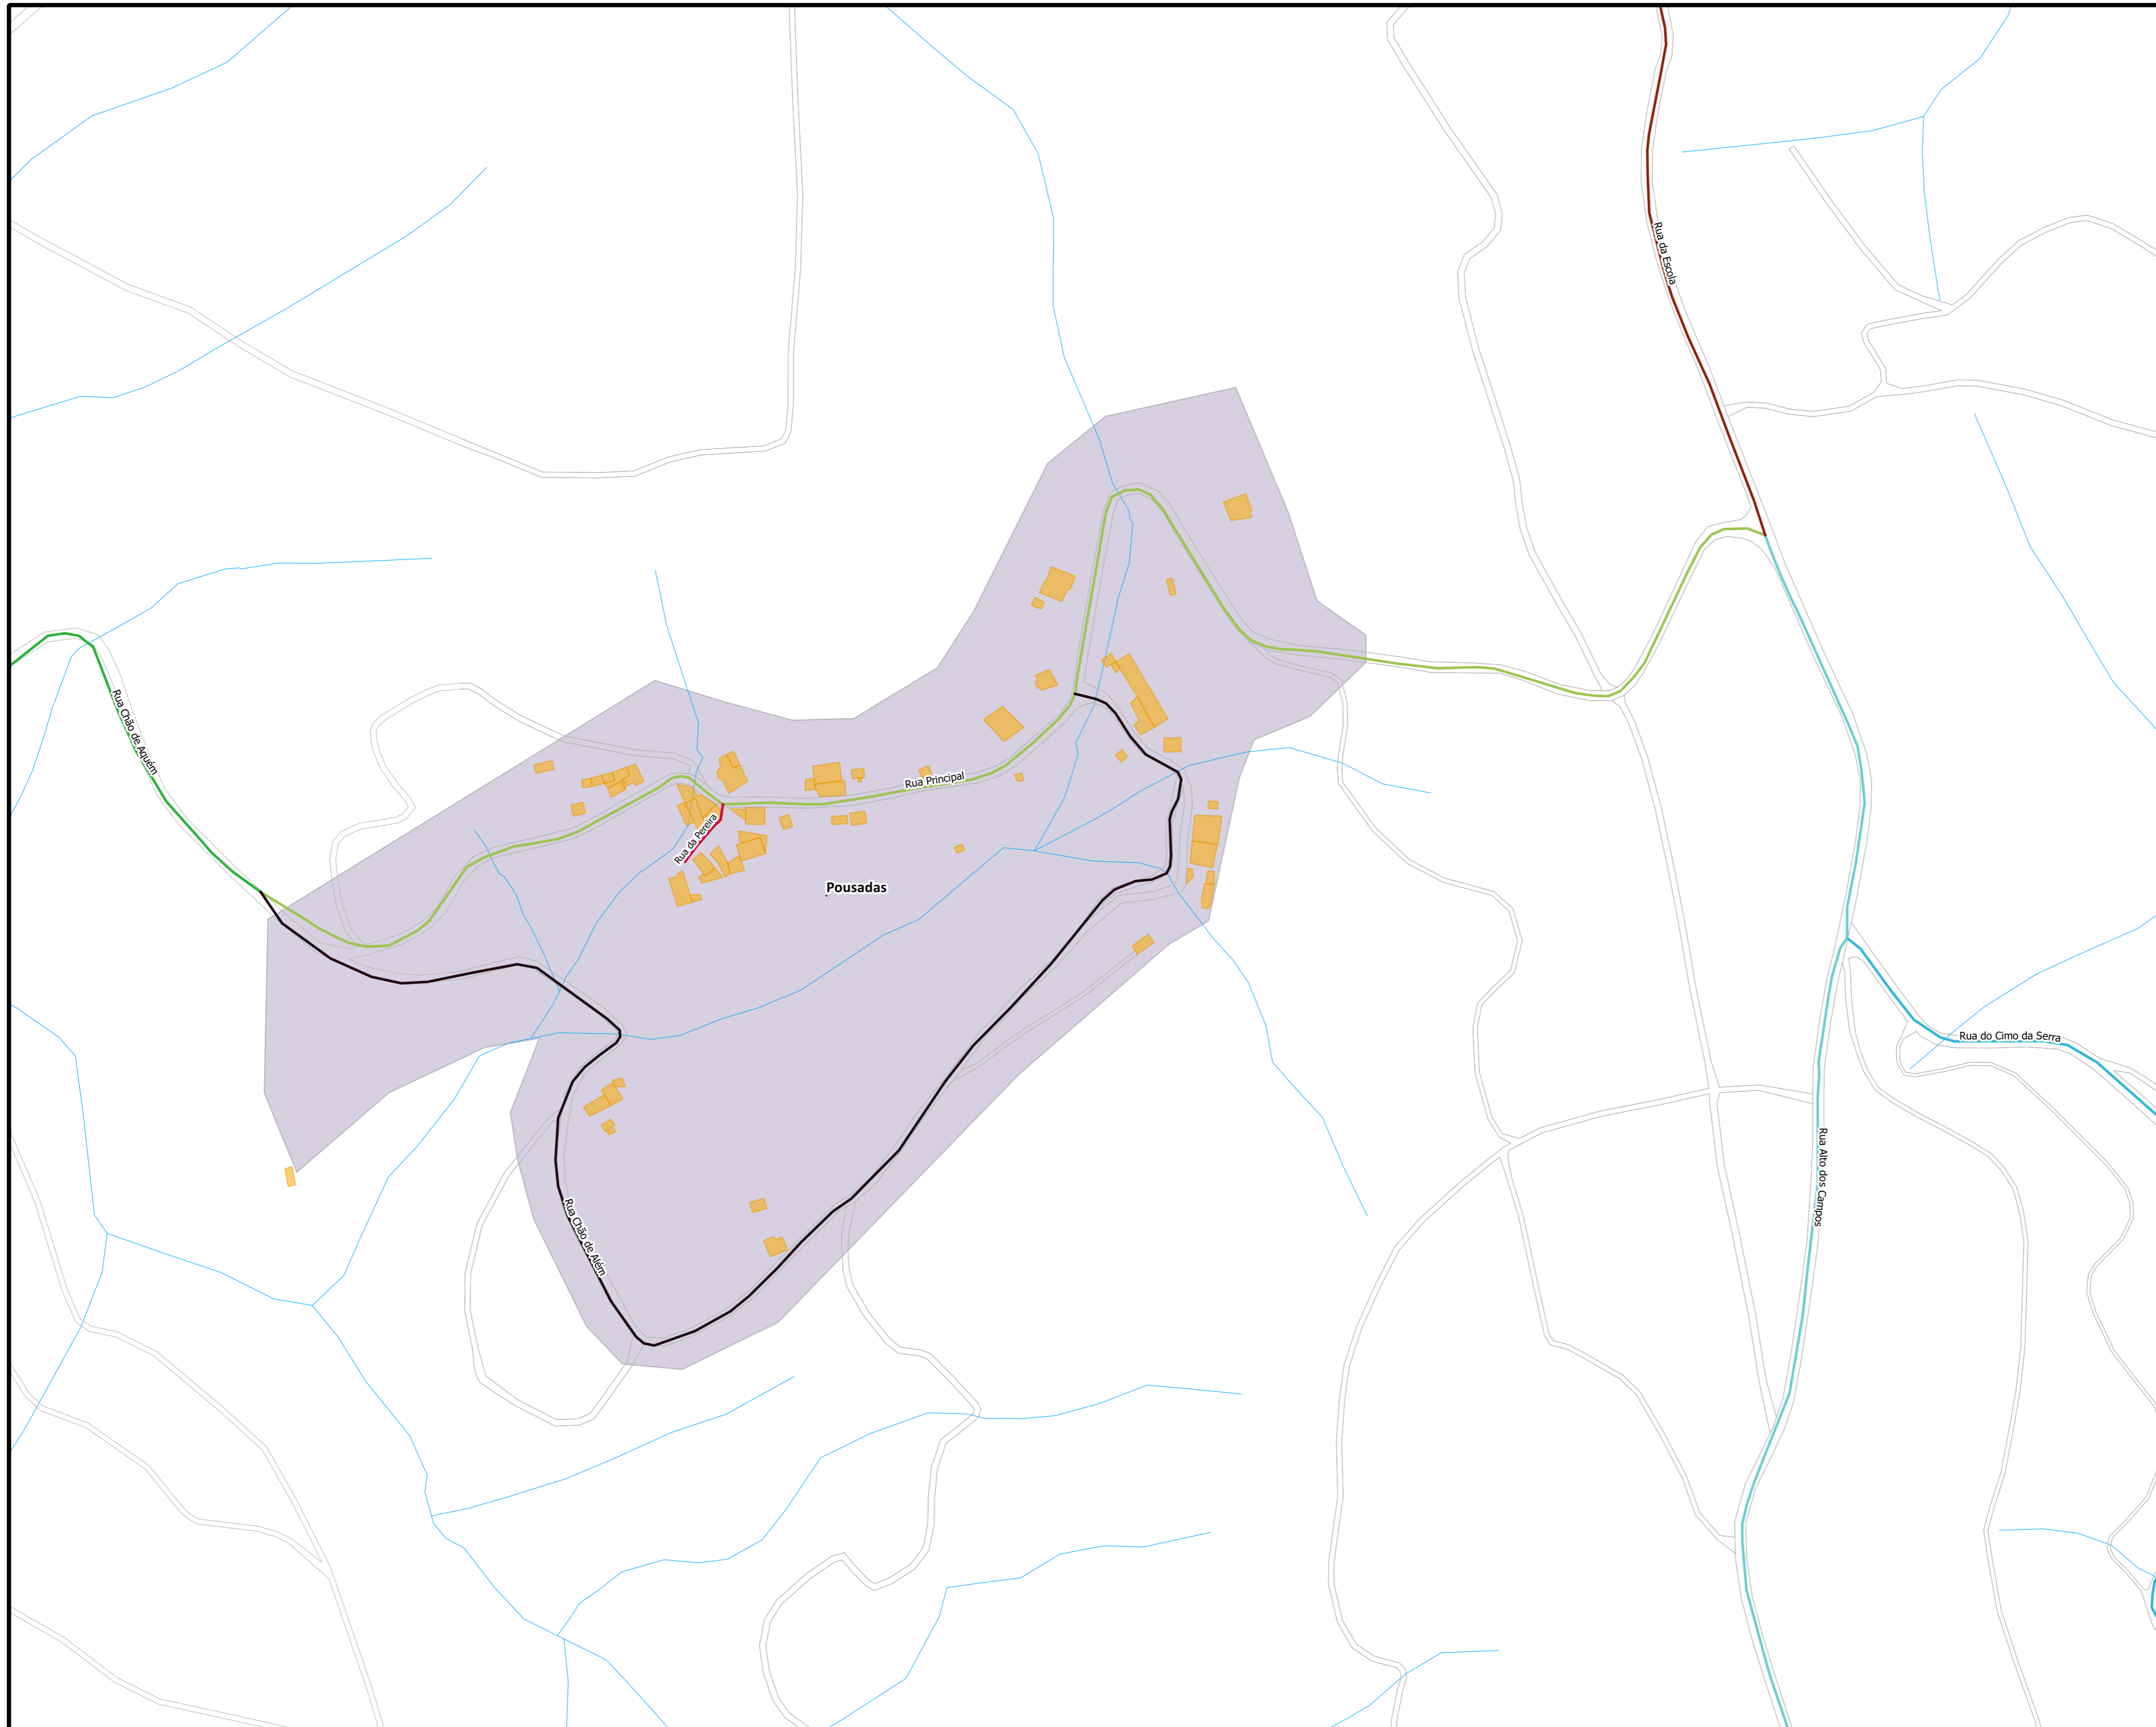 Rua da Escola
Rua Chão de Aquém
Rua Principal
Rua da Pereira
Pousadas
Rua do Cimo da Serra
Rua Alto dos Campos
Rua Chão de Além